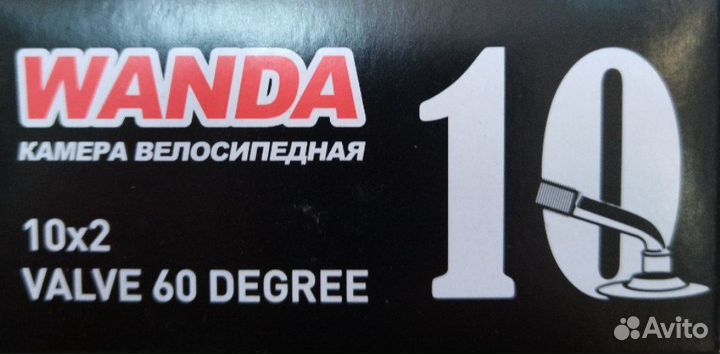 WANDA
КАМЕРА ВЕЛОСИПЕДНАЯ
10x2
VALVE 60 DEGREE
10
Avito